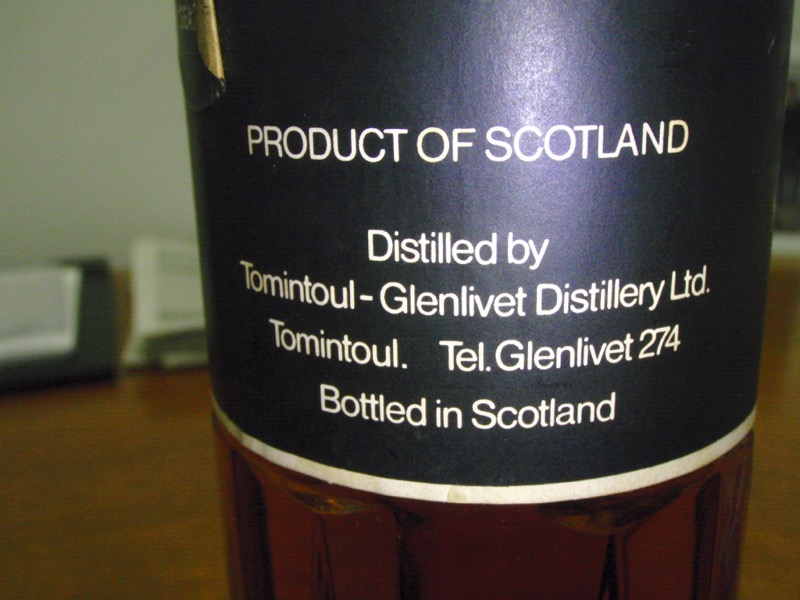 PRODUCT OF SCOTLAND
Distilled by
Tomintoul - Glenlivet Distillery Ltd.
Tomintoul. Tel. Glenlivet 274
Bottled in Scotland